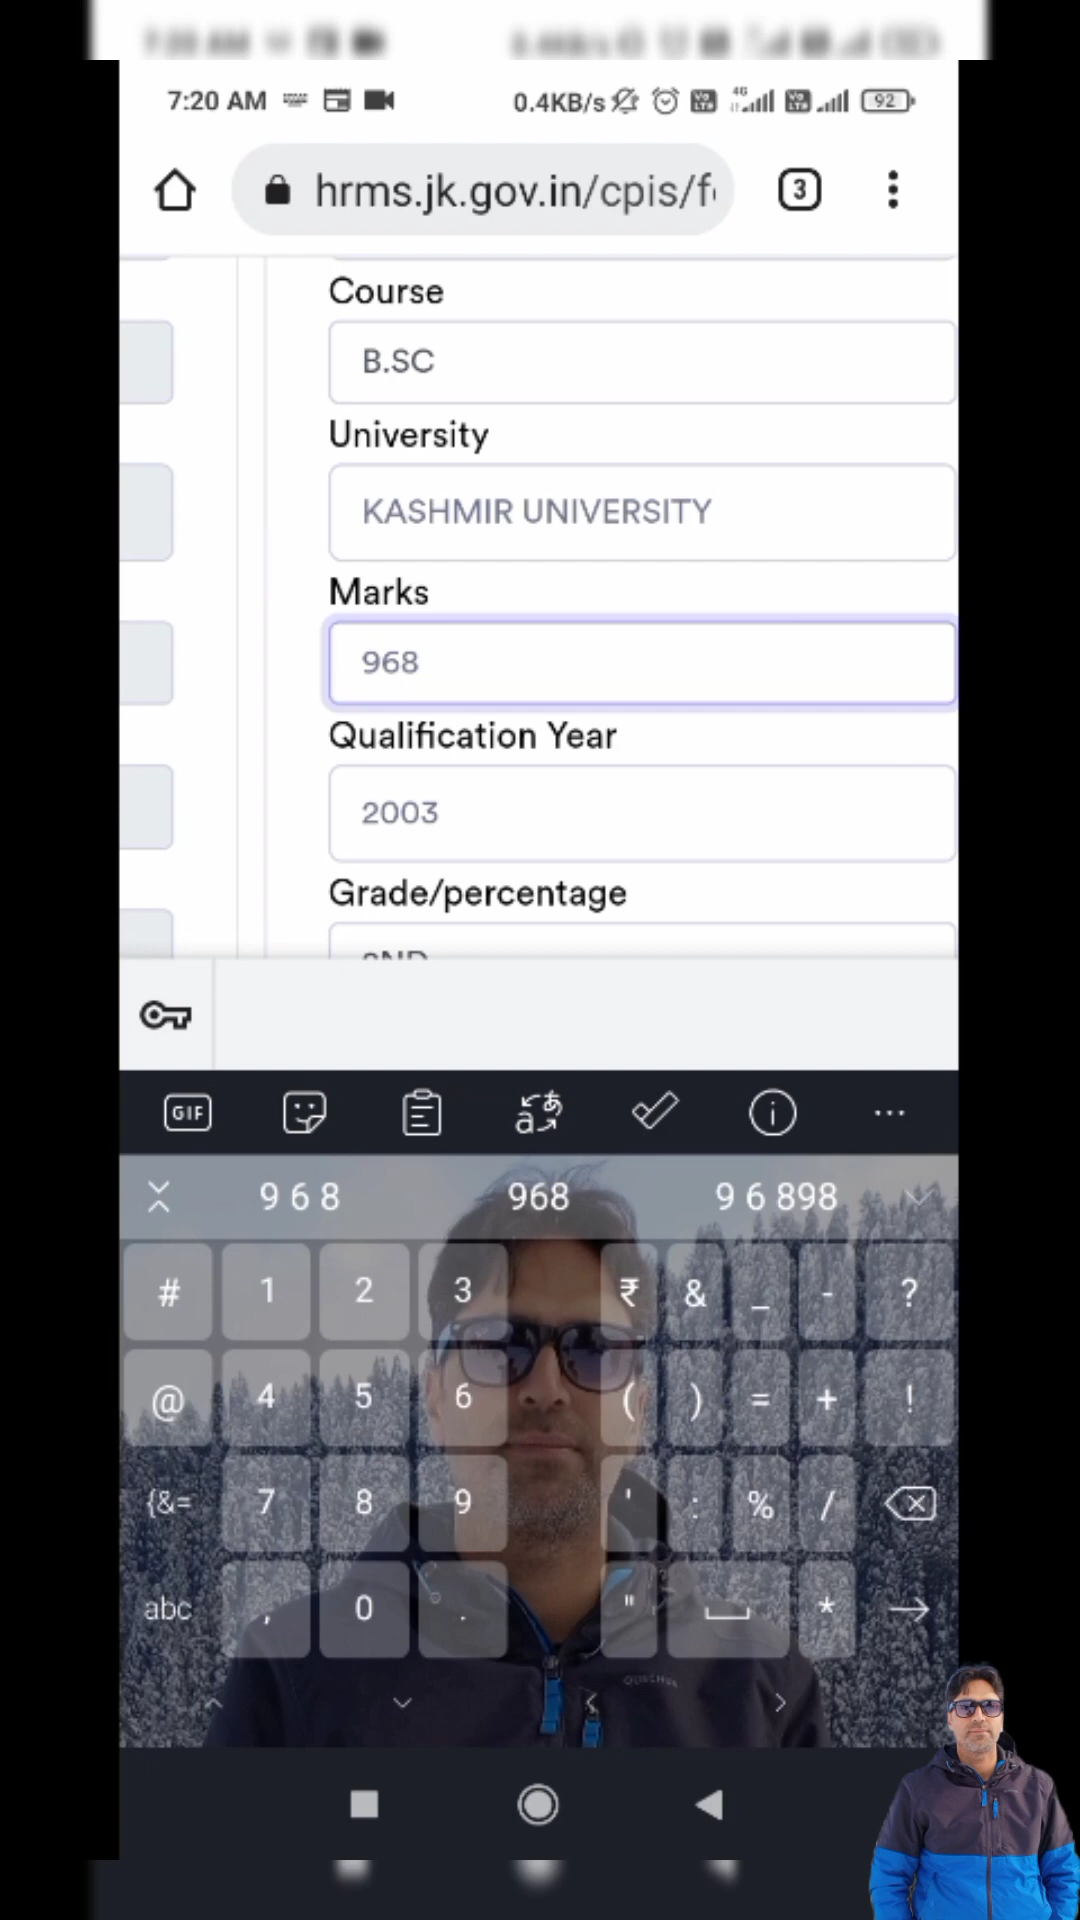 7:20 AM 0.4KB/s 4G 92
hrms.jk.gov.in/cpis/f
3
Course
B.SC
University
KASHMIR UNIVERSITY
Marks
968
Qualification Year
2003
Grade/percentage
GIF
9 6 8 968 9 6 898
# 1 2 3 ₹ & _ - ?
@ 4 5 6 ( ) = + !
{&= 7 8 9 ' : % /
abc , 0 . " *